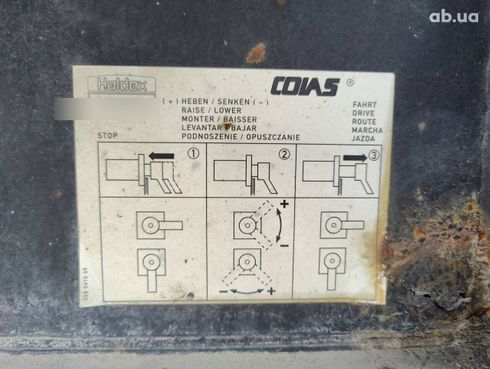 ab.ua
Haldex
COLAS ®
(+) HEBEN / SENKEN (−)
RAISE / LOWER
MONTER / BAISSER
LEVANTAR / BAJAR
PODNOSZENIE / OPUSZCZANIE
FAHRT
DRIVE
ROUTE
MARCHA
JAZDA
STOP
1
2
3
+
−
− +